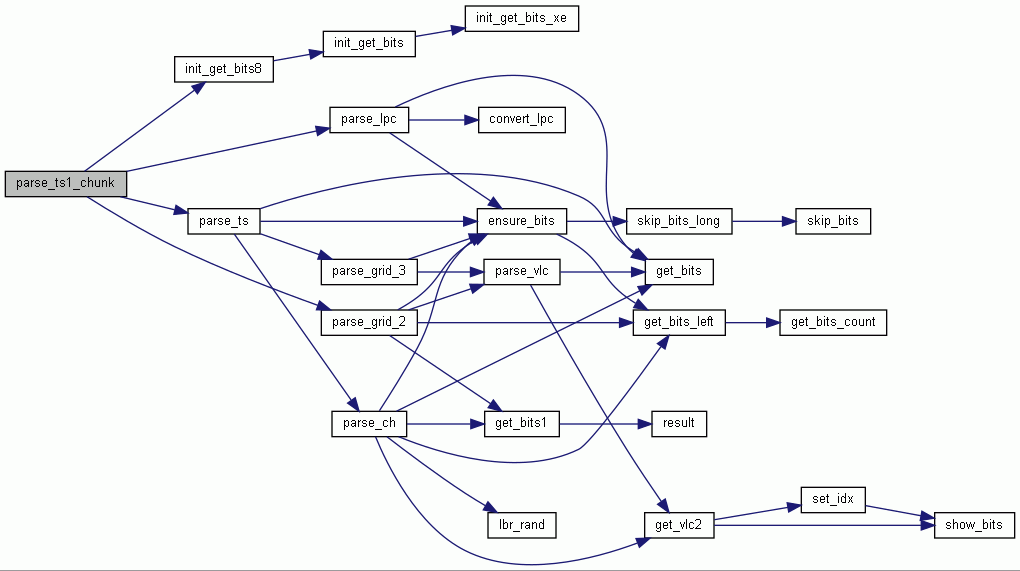 init_get_bits_xe
init_get_bits
init_get_bits8
parse_lpc
convert_lpc
parse_ts1_chunk
parse_ts
ensure_bits
skip_bits_long
skip_bits
parse_grid_3
parse_vlc
get_bits
parse_grid_2
get_bits_left
get_bits_count
parse_ch
get_bits1
result
set_idx
lbr_rand
get_vlc2
show_bits